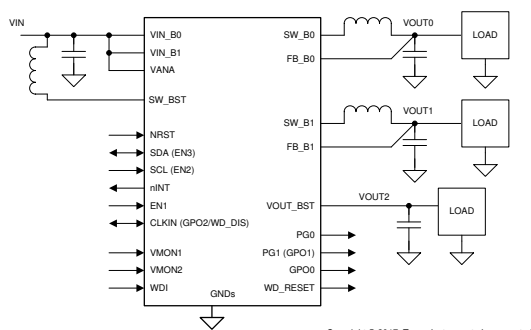 VIN
VIN_B0
VIN_B1
VANA
SW_BST
NRST
SDA (EN3)
SCL (EN2)
nINT
EN1
CLKIN (GPO2/WD_DIS)
VMON1
VMON2
WDI
GNDs
SW_B0
FB_B0
SW_B1
FB_B1
VOUT_BST
PG0
PG1 (GPO1)
GPO0
WD_RESET
VOUT0
LOAD
VOUT1
LOAD
VOUT2
LOAD